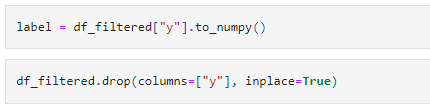 label = df_filtered["y"].to_numpy()
df_filtered.drop(columns=["y"], inplace=True)